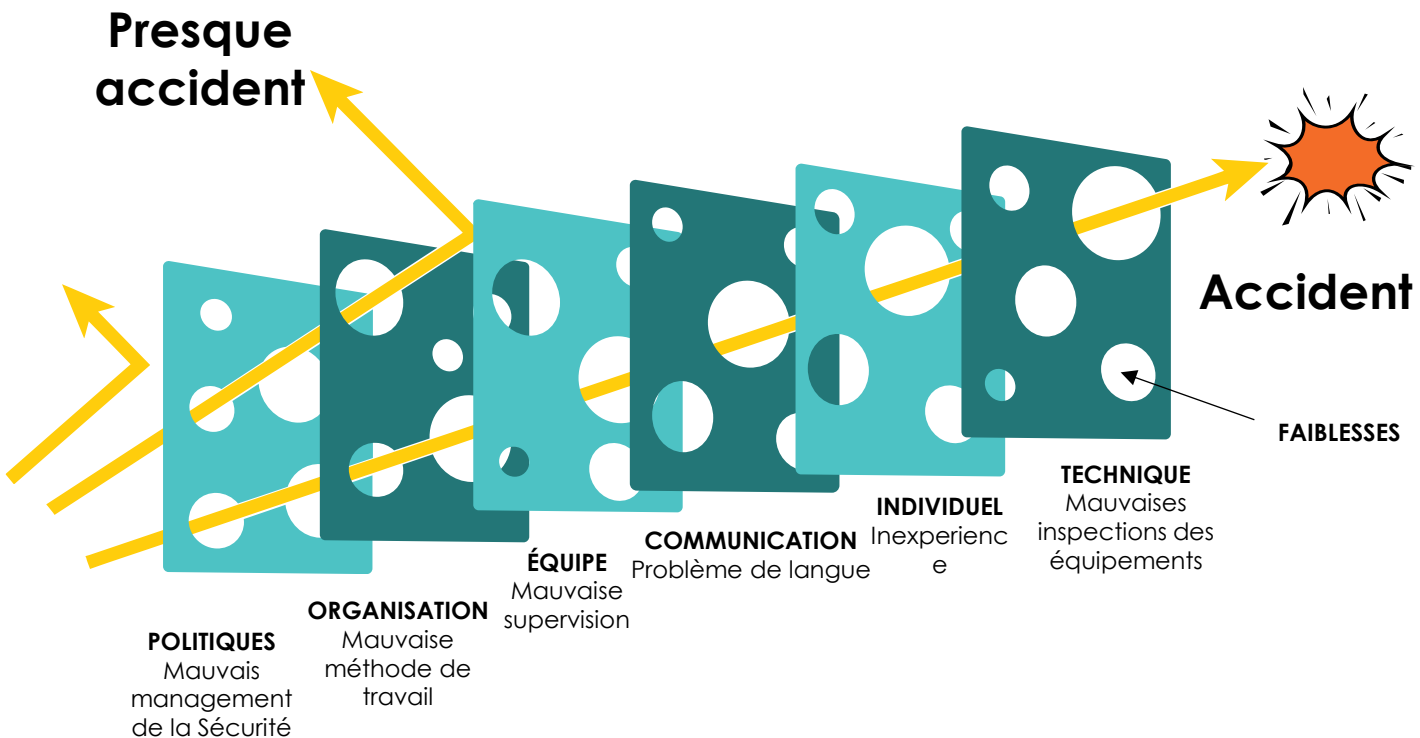 Presque
accident
Accident
FAIBLESSES
POLITIQUES
Mauvais
management
de la Sécurité
ORGANISATION
Mauvaise
méthode de
travail
ÉQUIPE
Mauvaise
supervision
COMMUNICATION
Problème de langue
INDIVIDUEL
Inexperienc
e
TECHNIQUE
Mauvaises
inspections des
équipements